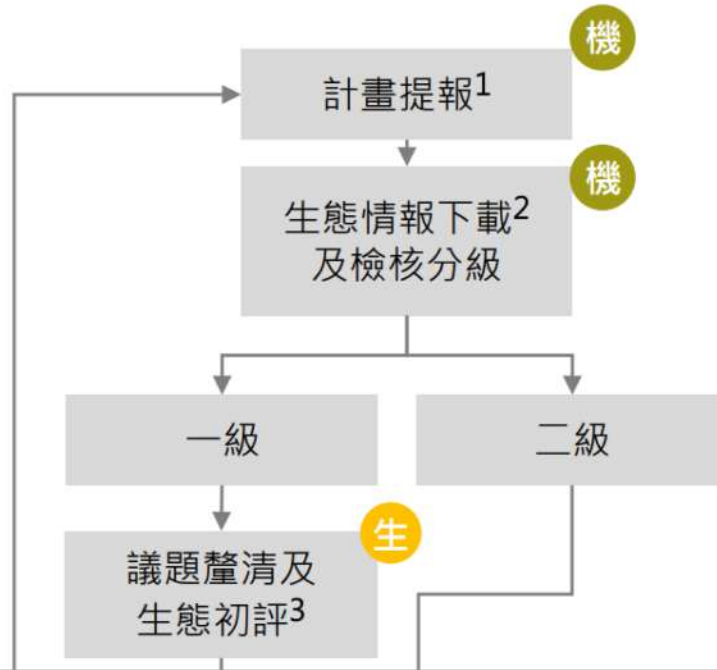 機
計畫提報1
機
生態情報下載2
及檢核分級
一級
二級
生
議題釐清及
生態初評3